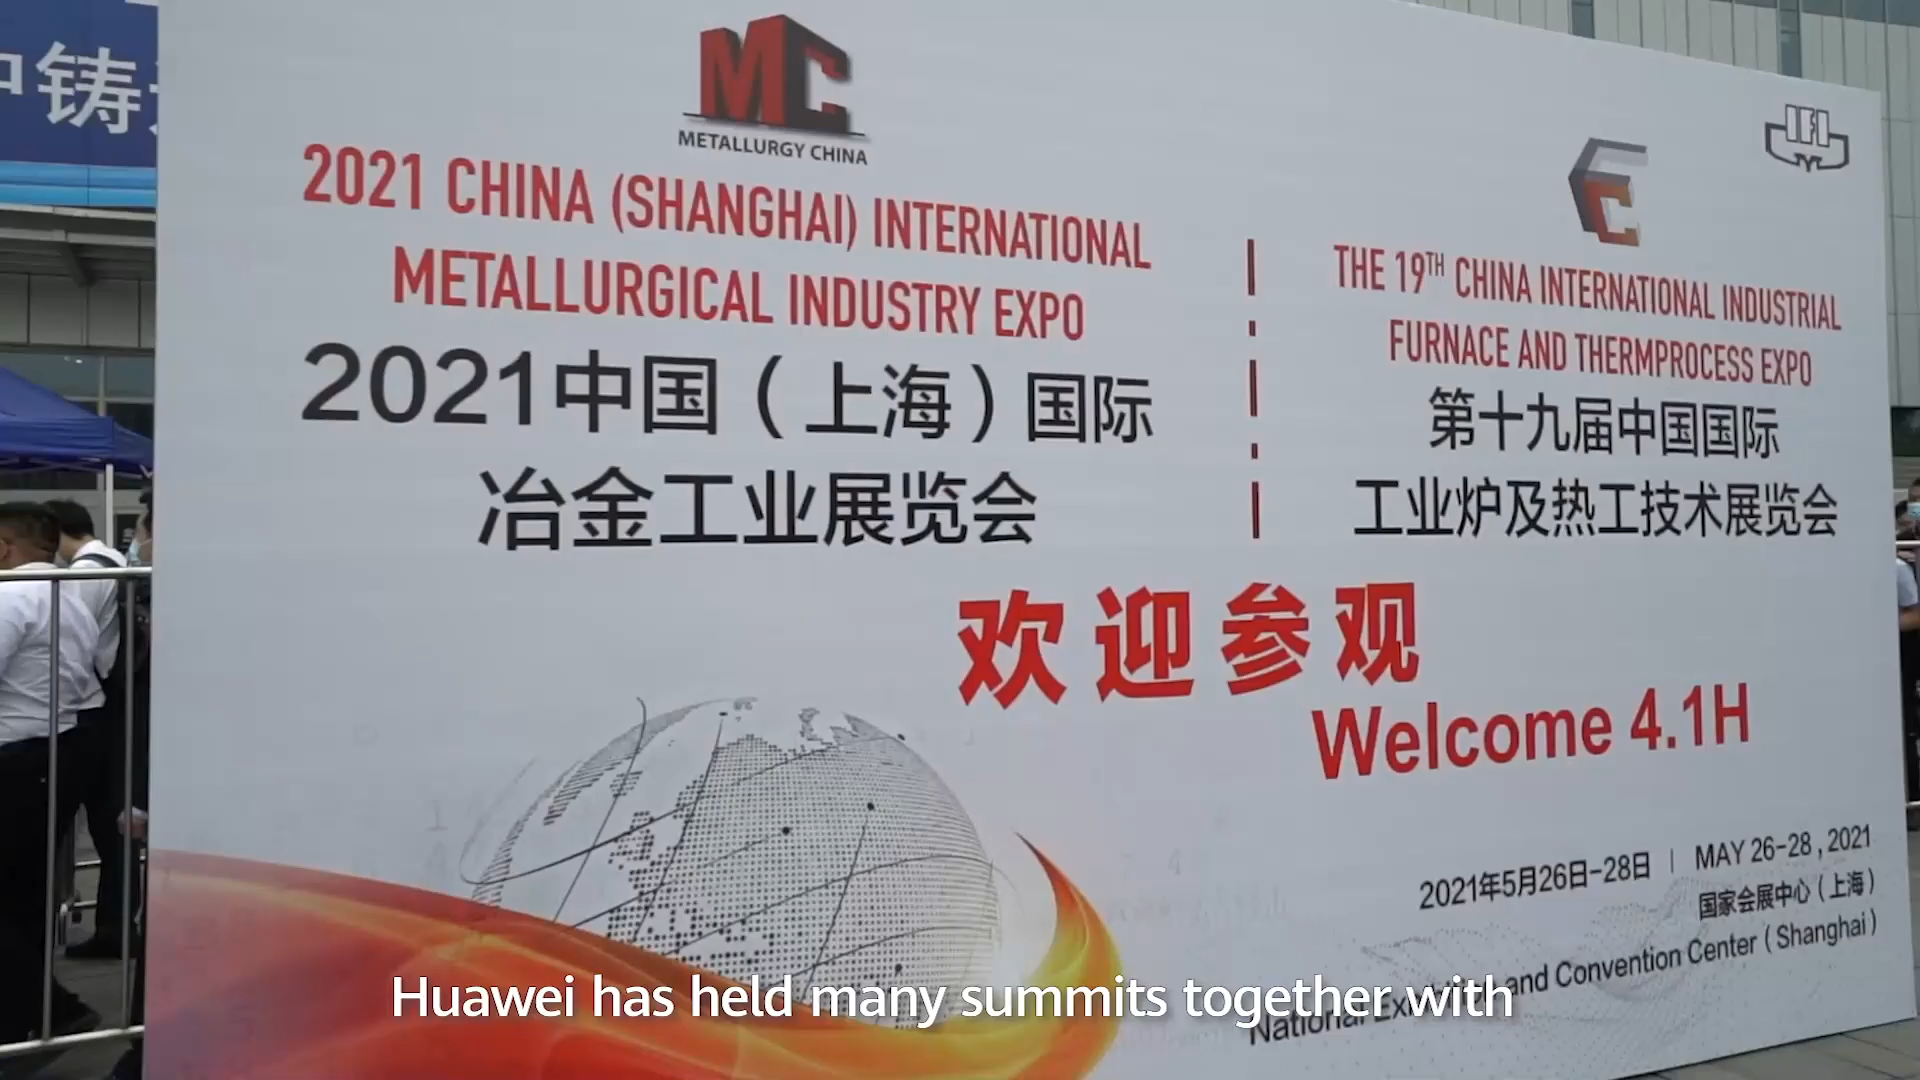 铸
MC
METALLURGY CHINA
2021 CHINA (SHANGHAI) INTERNATIONAL
METALLURGICAL INDUSTRY EXPO
2021中国（上海）国际
冶金工业展览会
IFI
THE 19TH CHINA INTERNATIONAL INDUSTRIAL
FURNACE AND THERMPROCESS EXPO
第十九届中国国际
工业炉及热工技术展览会
欢迎参观
Welcome 4.1H
2021年5月26日-28日 | MAY 26-28 , 2021
国家会展中心（上海）
National Exhibition and Convention Center ( Shanghai )
Huawei has held many summits together with